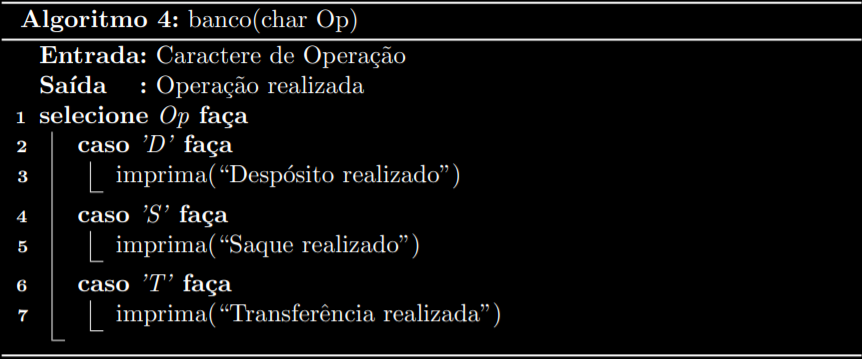 Algoritmo 4: banco(char Op)
Entrada: Caractere de Operação
Saída : Operação realizada
1 selecione Op faça
2 caso 'D' faça
3 imprima(“Despósito realizado”)
4 caso 'S' faça
5 imprima(“Saque realizado”)
6 caso 'T' faça
7 imprima(“Transferência realizada”)